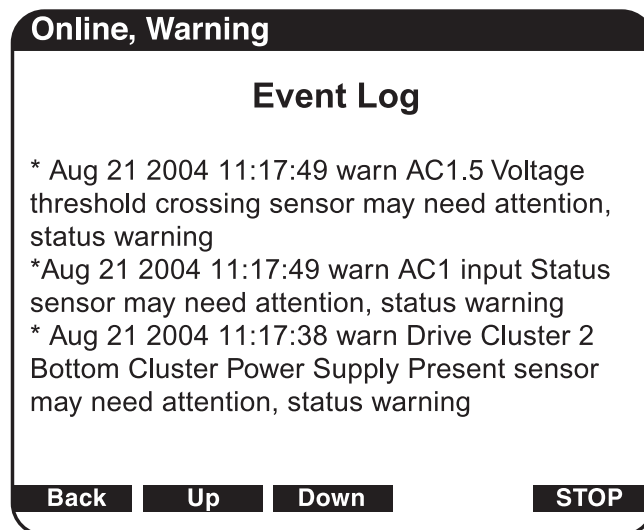 Online, Warning
Event Log
* Aug 21 2004 11:17:49 warn AC1.5 Voltage
threshold crossing sensor may need attention,
status warning
*Aug 21 2004 11:17:49 warn AC1 input Status
sensor may need attention, status warning
* Aug 21 2004 11:17:38 warn Drive Cluster 2
Bottom Cluster Power Supply Present sensor
may need attention, status warning
Back Up Down STOP